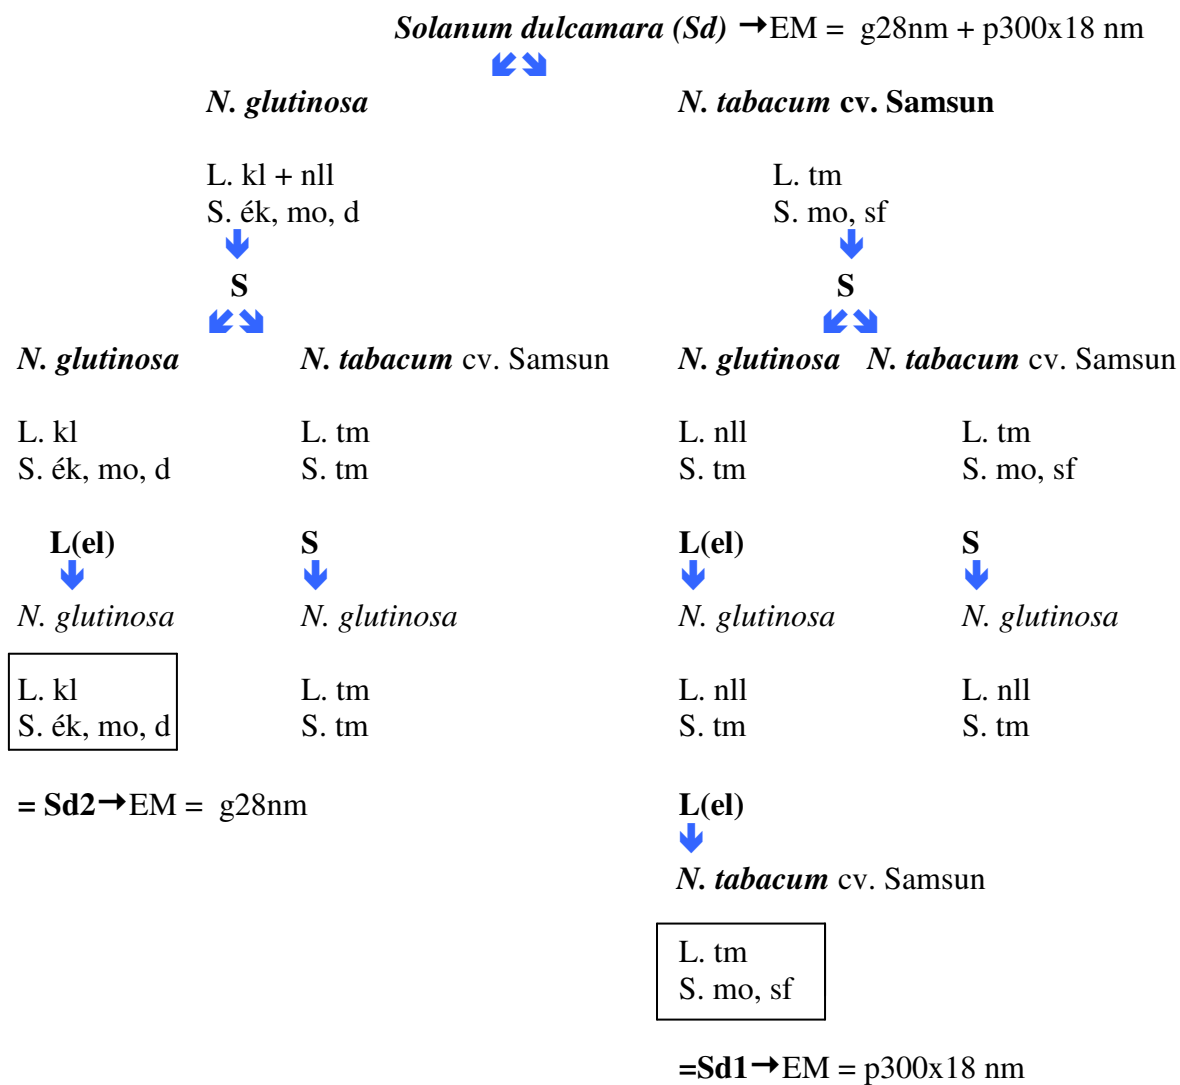 Solanum dulcamara (Sd) →EM = g28nm + p300x18 nm
N. glutinosa N. tabacum cv. Samsun
L. kl + nll L. tm
S. ék, mo, d S. mo, sf
S S
N. glutinosa N. tabacum cv. Samsun N. glutinosa N. tabacum cv. Samsun
L. kl L. tm L. nll L. tm
S. ék, mo, d S. tm S. tm S. mo, sf
L(el) S L(el) S
N. glutinosa N. glutinosa N. glutinosa N. glutinosa
L. kl L. tm L. nll L. nll
S. ék, mo, d S. tm S. tm S. tm
= Sd2→EM = g28nm L(el)
N. tabacum cv. Samsun
L. tm
S. mo, sf
=Sd1→EM = p300x18 nm